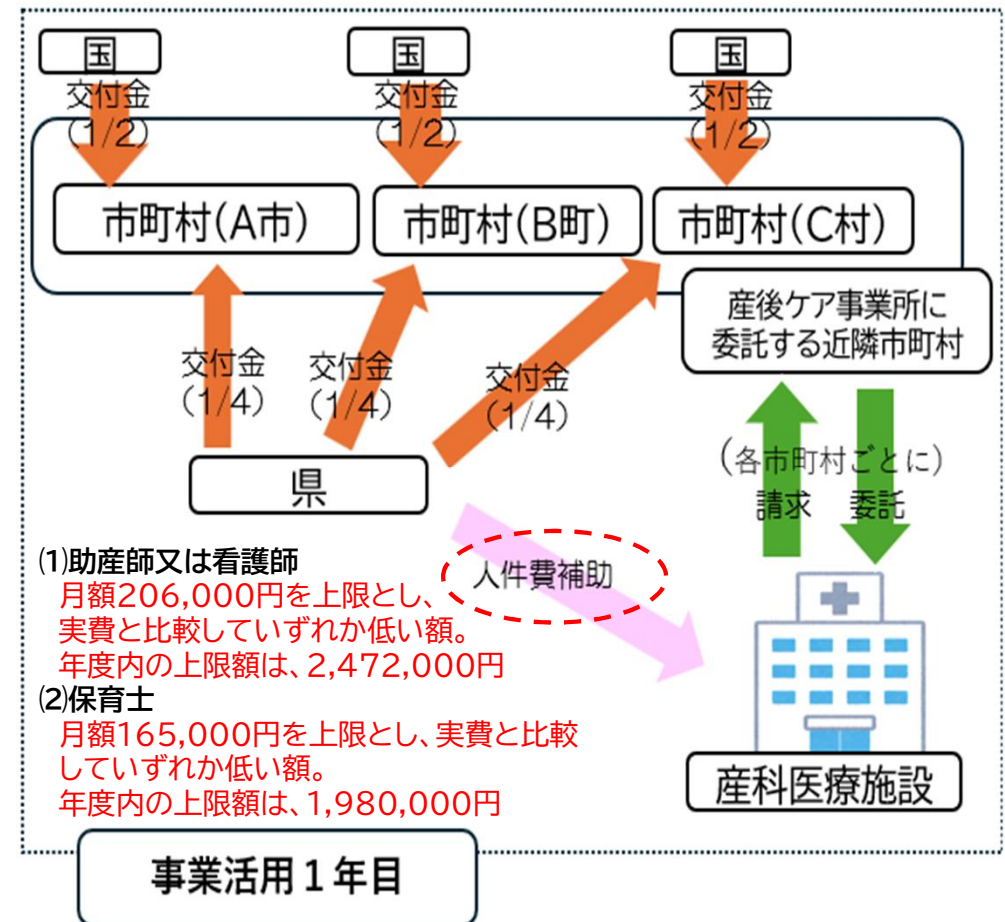 国
国
国
交付金
(1/2)
交付金
(1/2)
交付金
(1/2)
市町村(A市)
市町村(B町)
市町村(C村)
産後ケア事業所に
委託する近隣市町村
交付金
(1/4)
交付金
(1/4)
交付金
(1/4)
(各市町村ごとに)
請求
委託
県
人件費補助
⑴助産師又は看護師
月額206,000円を上限とし、
実費と比較していずれか低い額。
年度内の上限額は、2,472,000円
⑵保育士
月額165,000円を上限とし、実費と比較
していずれか低い額。
年度内の上限額は、1,980,000円
産科医療施設
事業活用1年目